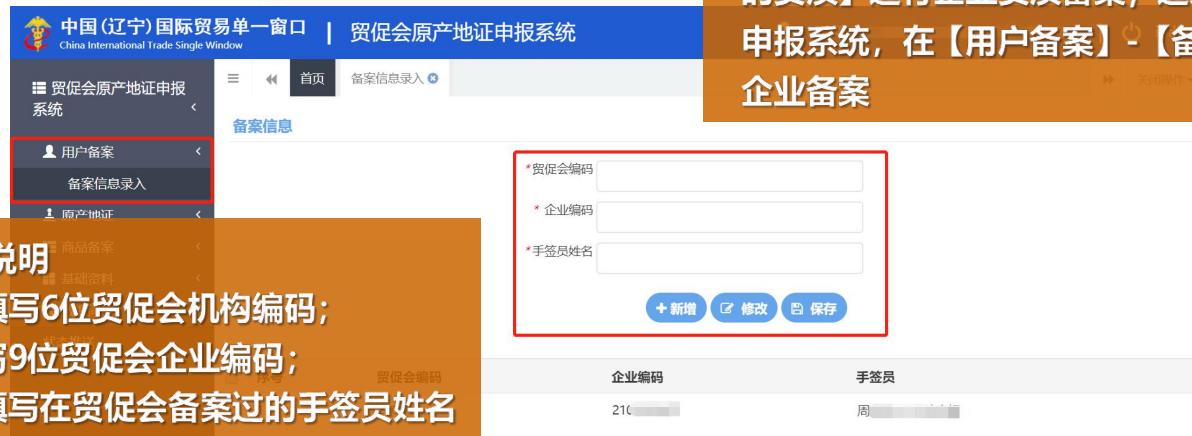 中国(辽宁)国际贸易单一窗口 | 贸促会原产地证申报系统
China International Trade Single Window
申报系统，在【用户备案】-【备
企业备案
贸促会原产地证申报
系统
首页
备案信息录入
关闭操作
备案信息
用户备案
备案信息录入
原产地证
商品备案
基础资料
*贸促会编码
* 企业编码
*手签员姓名
+ 新增
修改
保存
说明
填写6位贸促会机构编码；
写9位贸促会企业编码；
填写在贸促会备案过的手签员姓名
序号
贸促会编码
企业编码
手签员
210
周